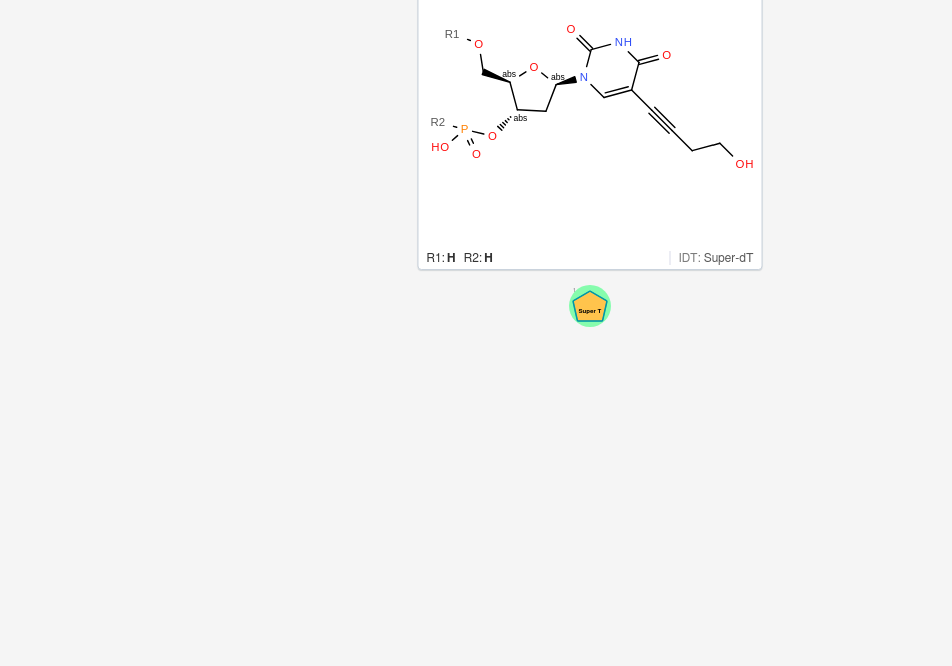 O
R1 O NH
O O
abs abs N
abs
R2 P O
HO O
OH
R1: H R2: H IDT: Super-dT
Super T